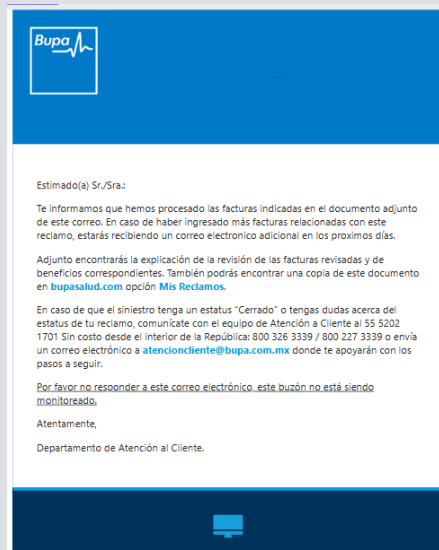 Bupa
Estimado(a) Sr./Sra.:
Te informamos que hemos procesado las facturas indicadas en el documento adjunto
de este correo. En caso de haber ingresado más facturas relacionadas con este
reclamo, estarás recibiendo un correo electronico adicional en los proximos días.
Adjunto encontrarás la explicación de la revisión de las facturas revisadas y de
beneficios correspondientes. También podrás encontrar una copia de este documento
en bupasalud.com opción Mis Reclamos.
En caso de que el siniestro tenga un estatus “Cerrado” o tengas dudas acerca del
estatus de tu reclamo, comunícate con el equipo de Atención a Cliente al 55 5202
1701 Sin costo desde el interior de la República: 800 326 3339 / 800 227 3339 o envía
un correo electrónico a atencioncliente@bupa.com.mx donde te apoyarán con los
pasos a seguir.
Por favor no responder a este correo electrónico, este buzón no está siendo
monitoreado.
Atentamente,
Departamento de Atención al Cliente.